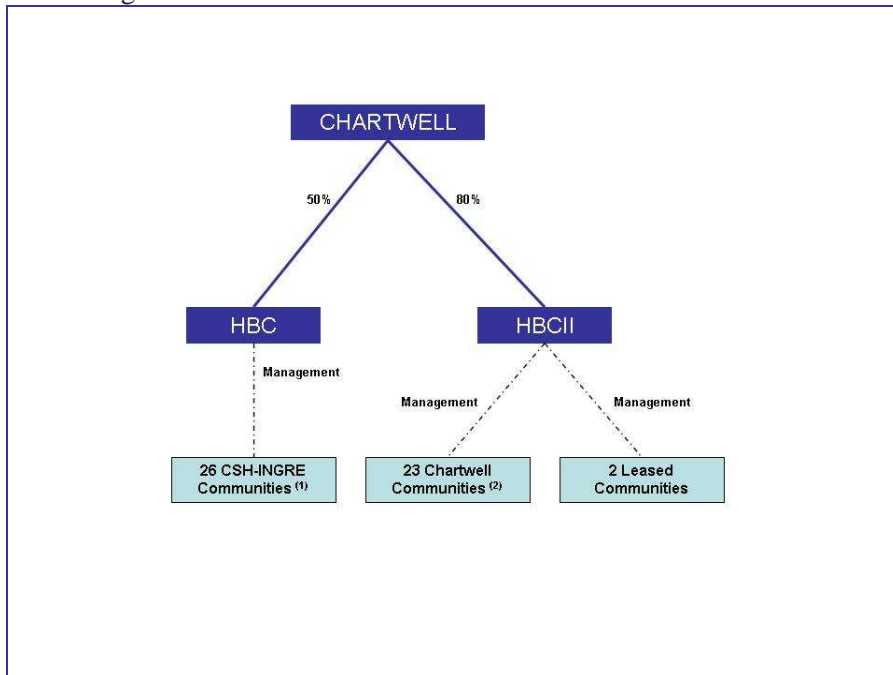 CHARTWELL
50%
80%
HBC
HBCII
Management
Management
Management
26 CSH-INGRE
Communities (1)
23 Chartwell
Communities (2)
2 Leased
Communities